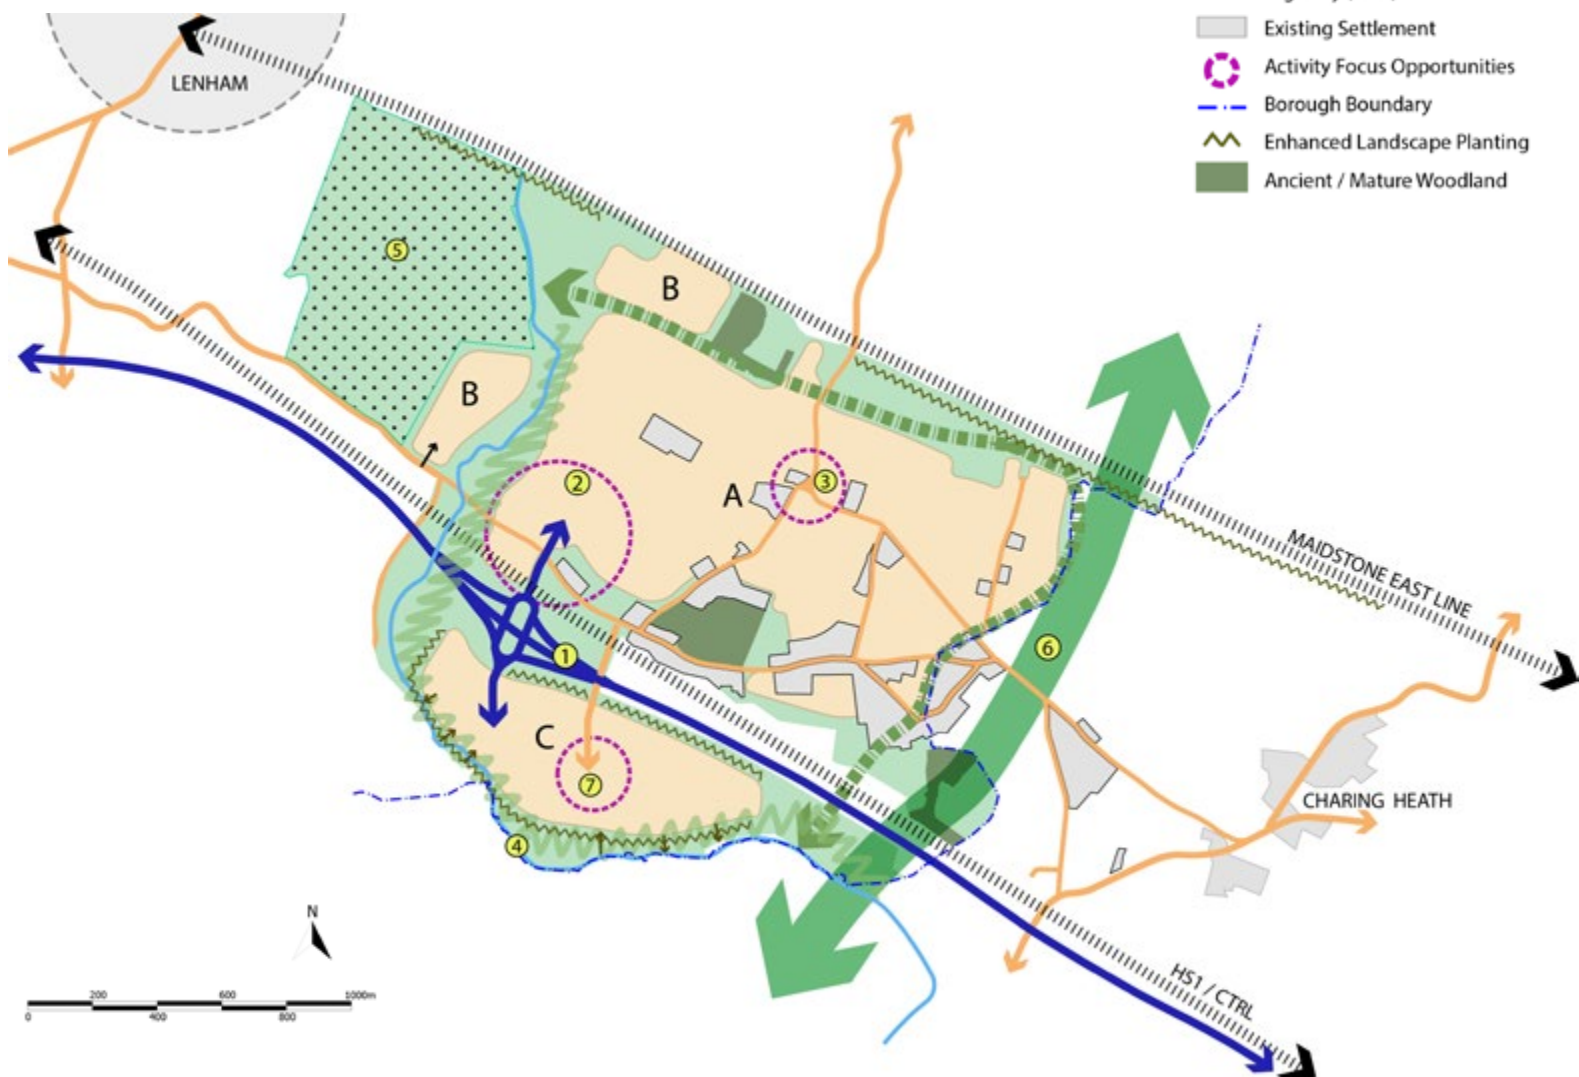 Existing Settlement
Activity Focus Opportunities
Borough Boundary
Enhanced Landscape Planting
Ancient / Mature Woodland
LENHAM
5
B
B
2
A
3
MAIDSTONE EAST LINE
1
6
C
7
4
CHARING HEATH
HS1 / CTRL
N
200
600
1000m
0
400
800